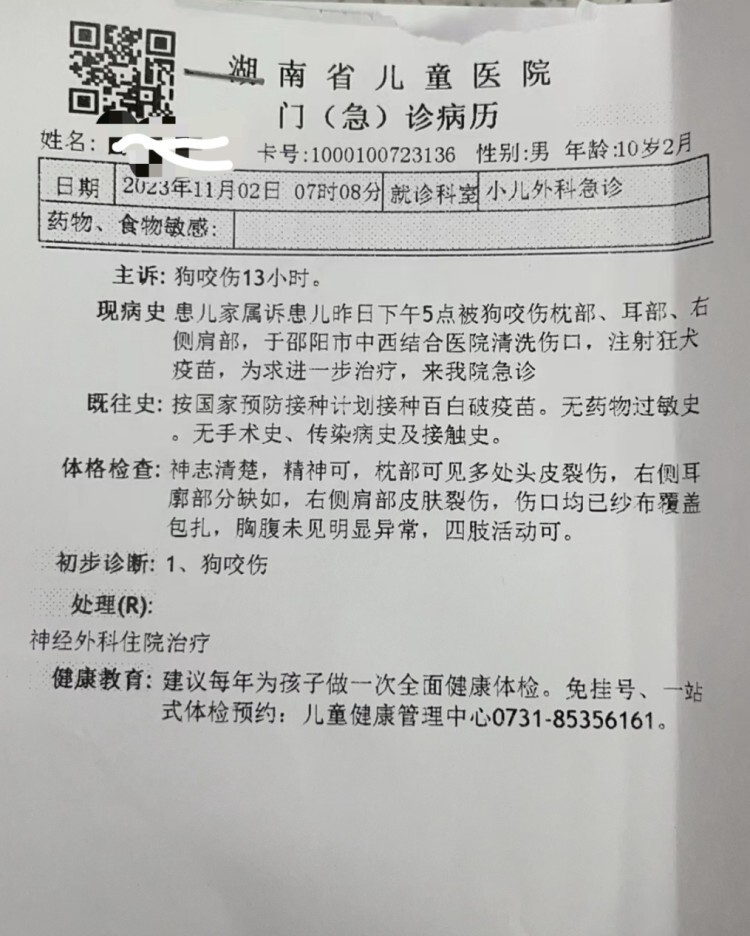 湖南省儿童医院
门（急）诊病历
姓名: 卡号:1000100723136 性别:男 年龄:10岁2月
日期 2023年11月02日 07时08分 就诊科室 小儿外科急诊
药物、食物敏感:
主诉: 狗咬伤13小时。
现病史 患儿家属诉患儿昨日下午5点被狗咬伤枕部、耳部、右
侧肩部，于邵阳市中西结合医院清洗伤口，注射狂犬
疫苗，为求进一步治疗，来我院急诊
既往史: 按国家预防接种计划接种百白破疫苗。无药物过敏史
。无手术史、传染病史及接触史。
体格检查: 神志清楚，精神可，枕部可见多处头皮裂伤，右侧耳
廓部分缺如，右侧肩部皮肤裂伤，伤口均已纱布覆盖
包扎，胸腹未见明显异常，四肢活动可。
初步诊断: 1、狗咬伤
处理(R):
神经外科住院治疗
健康教育: 建议每年为孩子做一次全面健康体检。免挂号、一站
式体检预约：儿童健康管理中心0731-85356161。